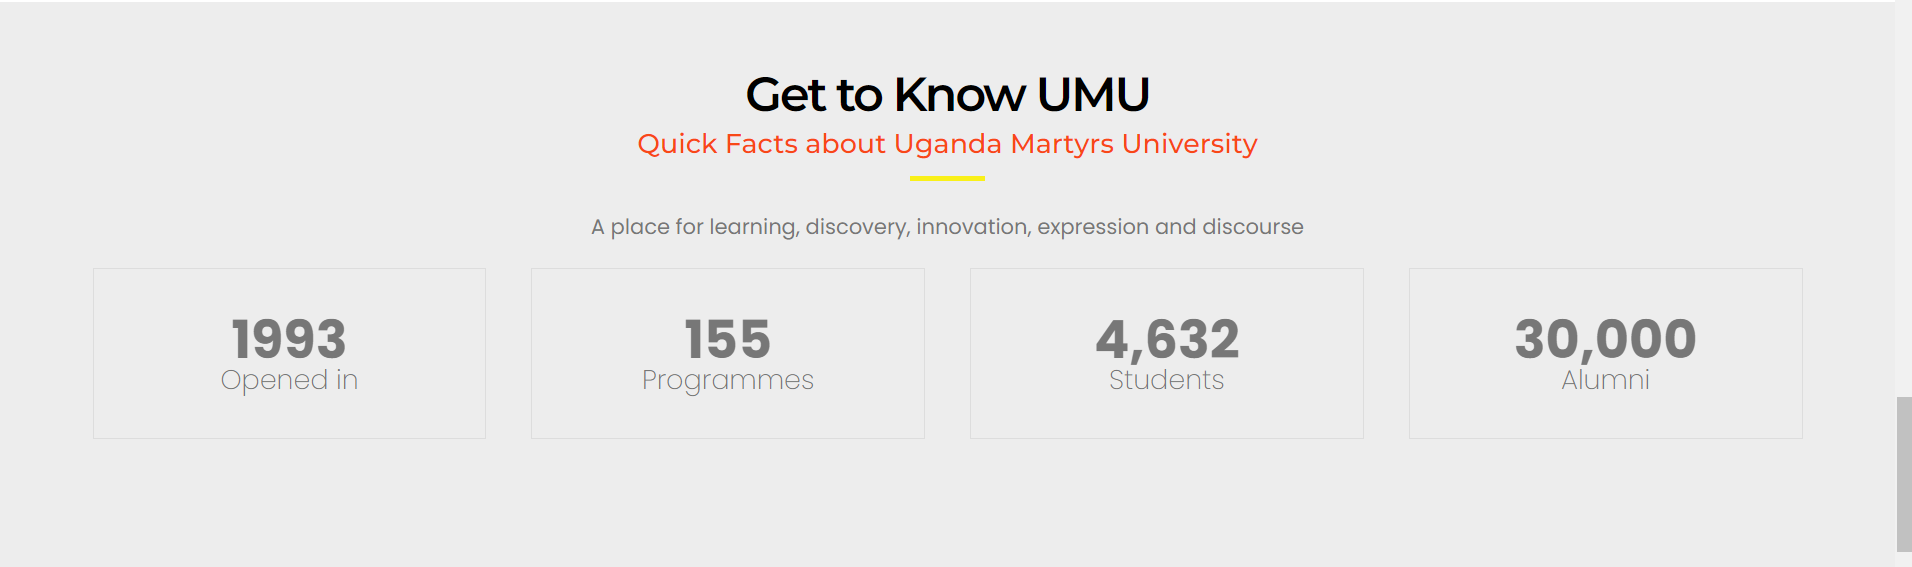 Get to Know UMU
Quick Facts about Uganda Martyrs University
A place for learning, discovery, innovation, expression and discourse
1993
Opened in
155
Programmes
4,632
Students
30,000
Alumni